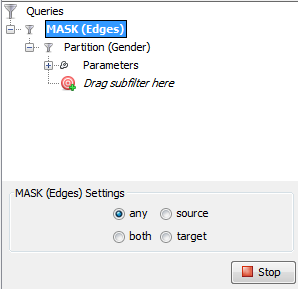 Queries
MASK (Edges)
Partition (Gender)
Parameters
Drag subfilter here
MASK (Edges) Settings
any source
both target
Stop